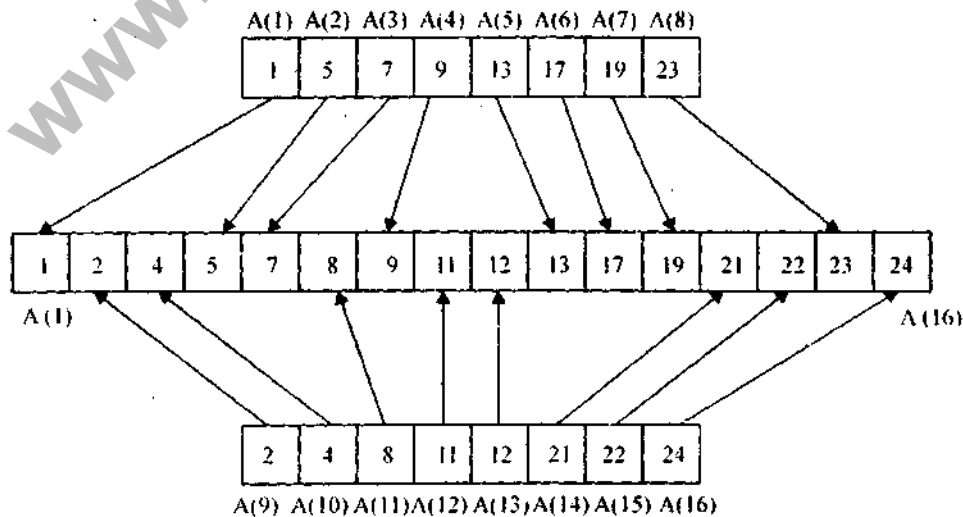 www.
A(1) A(2) A(3) A(4) A(5) A(6) A(7) A(8)
1 5 7 9 13 17 19 23
1 2 4 5 7 8 9 11 12 13 17 19 21 22 23 24
A(1) A(16)
2 4 8 11 12 21 22 24
A(9) A(10) A(11) A(12) A(13) A(14) A(15) A(16)